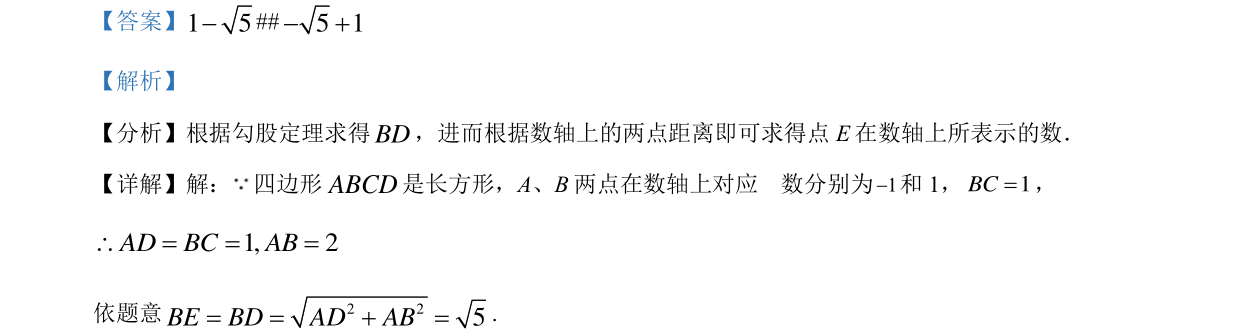 【答案】1−√5##−√5+1
【解析】
【分析】根据勾股定理求得BD，进而根据数轴上的两点距离即可求得点 E 在数轴上所表示的数．
【详解】解：∵四边形 ABCD 是长方形，A、B 两点在数轴上对应 数分别为−1和 1，BC=1，
∴AD=BC=1,AB=2
依题意BE=BD=√(AD²+AB²)=√5．